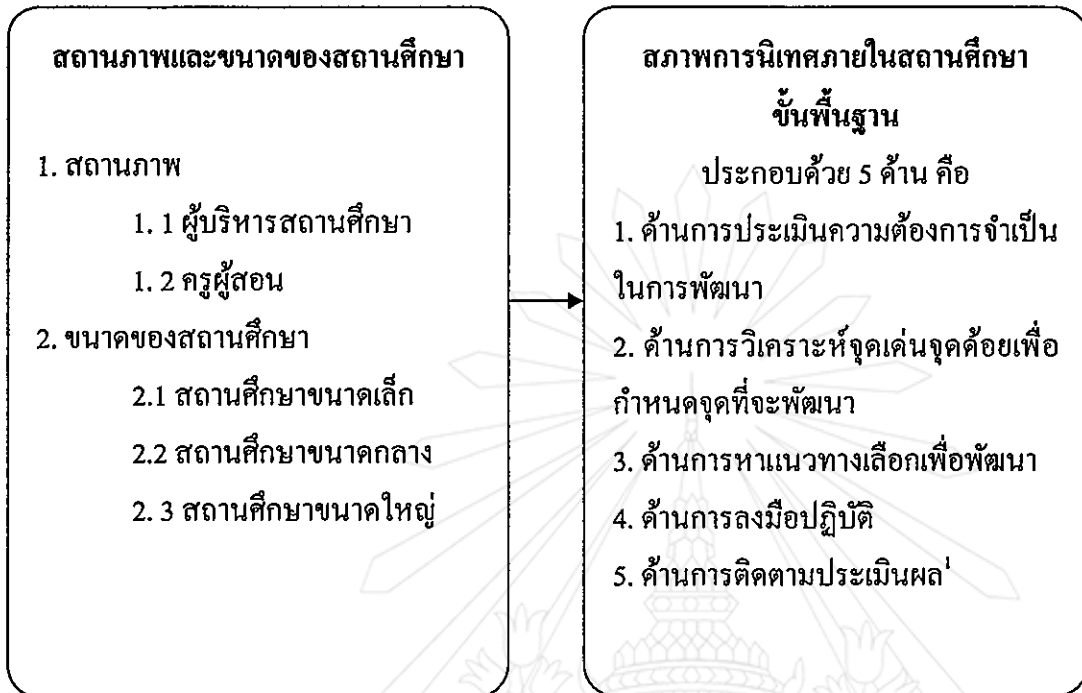 สถานภาพและขนาดของสถานศึกษา
1. สถานภาพ
1. 1 ผู้บริหารสถานศึกษา
1. 2 ครูผู้สอน
2. ขนาดของสถานศึกษา
2.1 สถานศึกษาขนาดเล็ก
2.2 สถานศึกษาขนาดกลาง
2. 3 สถานศึกษาขนาดใหญ่
สภาพการนิเทศภายในสถานศึกษา
ขั้นพื้นฐาน
ประกอบด้วย 5 ด้าน คือ
1. ด้านการประเมินความต้องการจำเป็น
ในการพัฒนา
2. ด้านการวิเคราะห์จุดเด่นจุดด้อยเพื่อ
กำหนดจุดที่จะพัฒนา
3. ด้านการหาแนวทางเลือกเพื่อพัฒนา
4. ด้านการลงมือปฏิบัติ
5. ด้านการติดตามประเมินผล